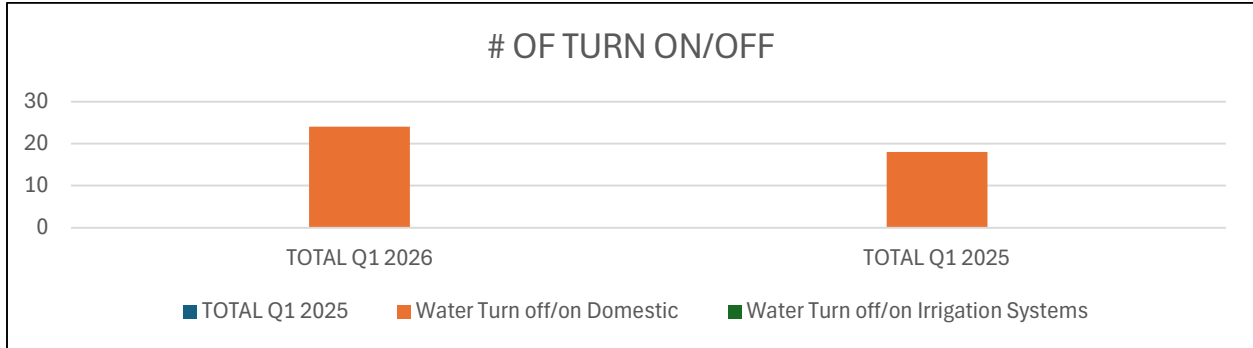 # OF TURN ON/OFF
30
20
10
0
TOTAL Q1 2026 TOTAL Q1 2025
TOTAL Q1 2025 Water Turn off/on Domestic Water Turn off/on Irrigation Systems